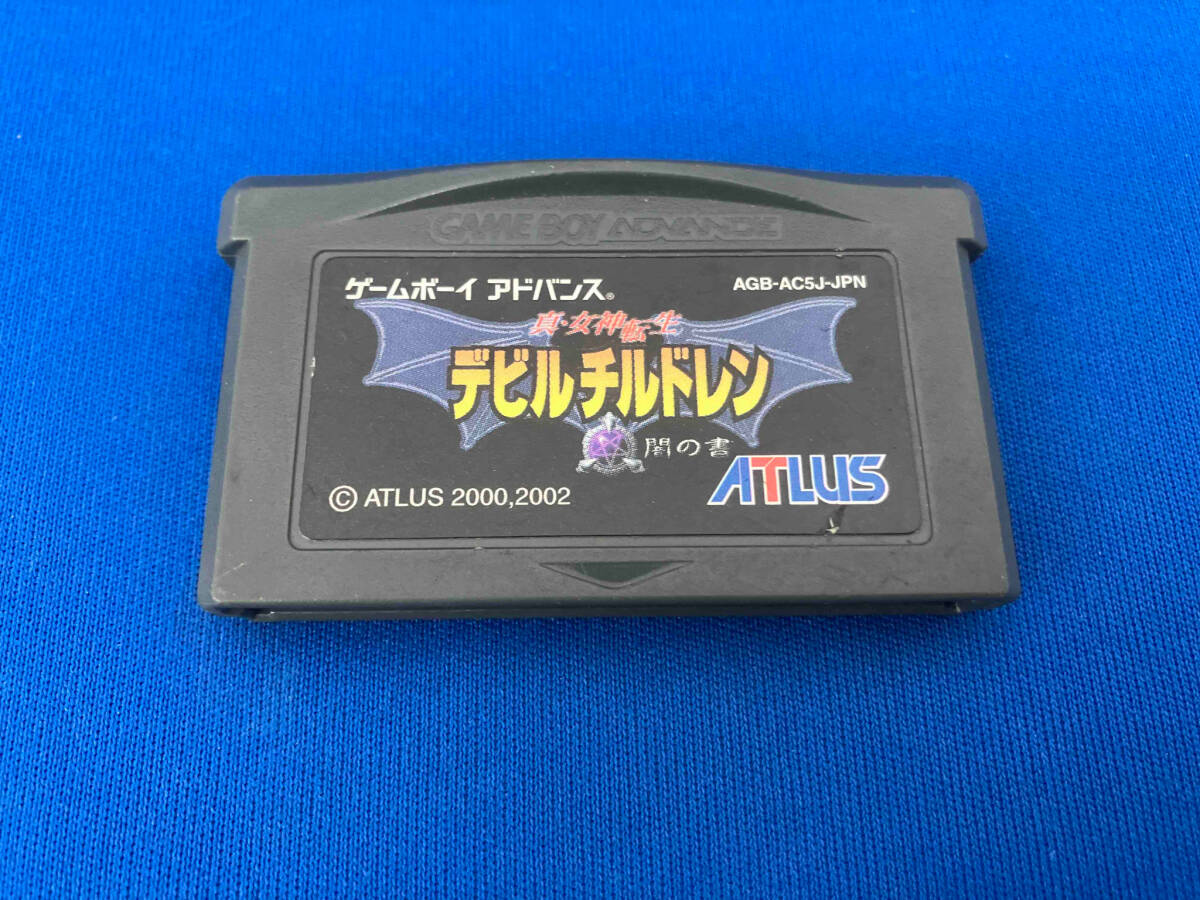 GAME BOY ADVANCE
ゲームボーイ アドバンス®
AGB-AC5J-JPN
真・女神転生
デビルチルドレン
闇の書
© ATLUS 2000,2002
ATLUS